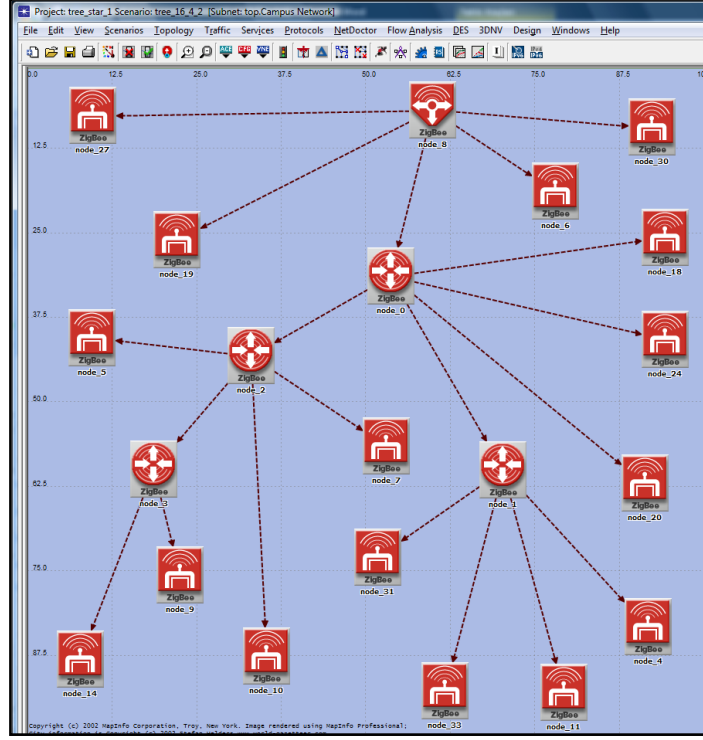 Project: tree_star_1 Scenario: tree_16_4_2 [Subnet: top.Campus Network]
File Edit View Scenarios Topology Traffic Services Protocols NetDoctor Flow Analysis DES 3DNV Design Windows Help
ACE CFG VNE
0.0 12.5 25.0 37.5 50.0 62.5 75.0 87.5
ZigBee
node_27
ZigBee
node_8
ZigBee
node_30
12.5
ZigBee
node_6
25.0
ZigBee
node_19
ZigBee
node_18
ZigBee
node_0
37.5
ZigBee
node_5
ZigBee
node_2
ZigBee
node_24
50.0
ZigBee
node_7
ZigBee
node_3
ZigBee
node_1
62.5
ZigBee
node_20
75.0
ZigBee
node_31
ZigBee
node_9
87.5
ZigBee
node_14
ZigBee
node_10
ZigBee
node_4
ZigBee
node_33
ZigBee
node_11
Copyright (c) 2002 MapInfo Corporation, Troy, New York. Image rendered using MapInfo Professional;